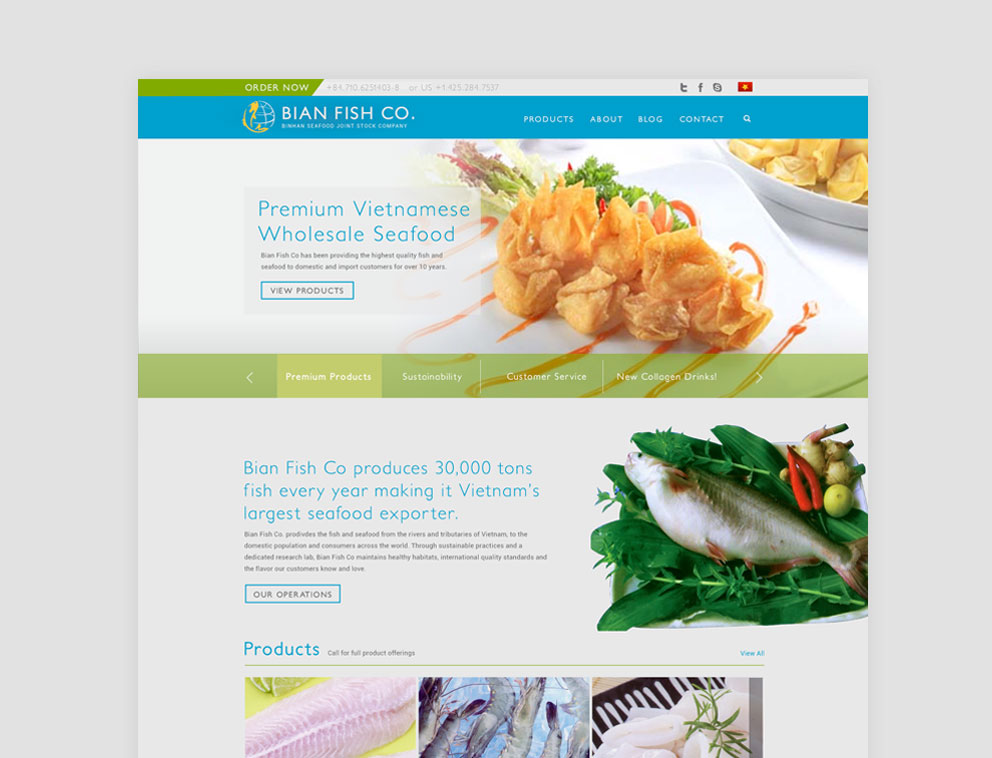 ORDER NOW +84.710.6251403-8... or US +1.425.284.7537
BIAN FISH CO.
BINHAN SEAFOOD JOINT STOCK COMPANY
PRODUCTS ABOUT BLOG CONTACT
Premium Vietnamese
Wholesale Seafood
Bian Fish Co has been providing the highest quality fish and
seafood to domestic and import customers for over 10 years.
VIEW PRODUCTS
Premium Products Sustainability Customer Service New Collagen Drinks!
Bian Fish Co produces 30,000 tons
fish every year making it Vietnam's
largest seafood exporter.
Bian Fish Co. prodivdes the fish and seafood from the rivers and tributaries of Vietnam, to the
domestic population and consumers across the world. Through sustainable practices and a
dedicated research lab, Bian Fish Co maintains healthy habitats, international quality standards and
the flavor our customers know and love.
OUR OPERATIONS
Products Call for full product offerings View All